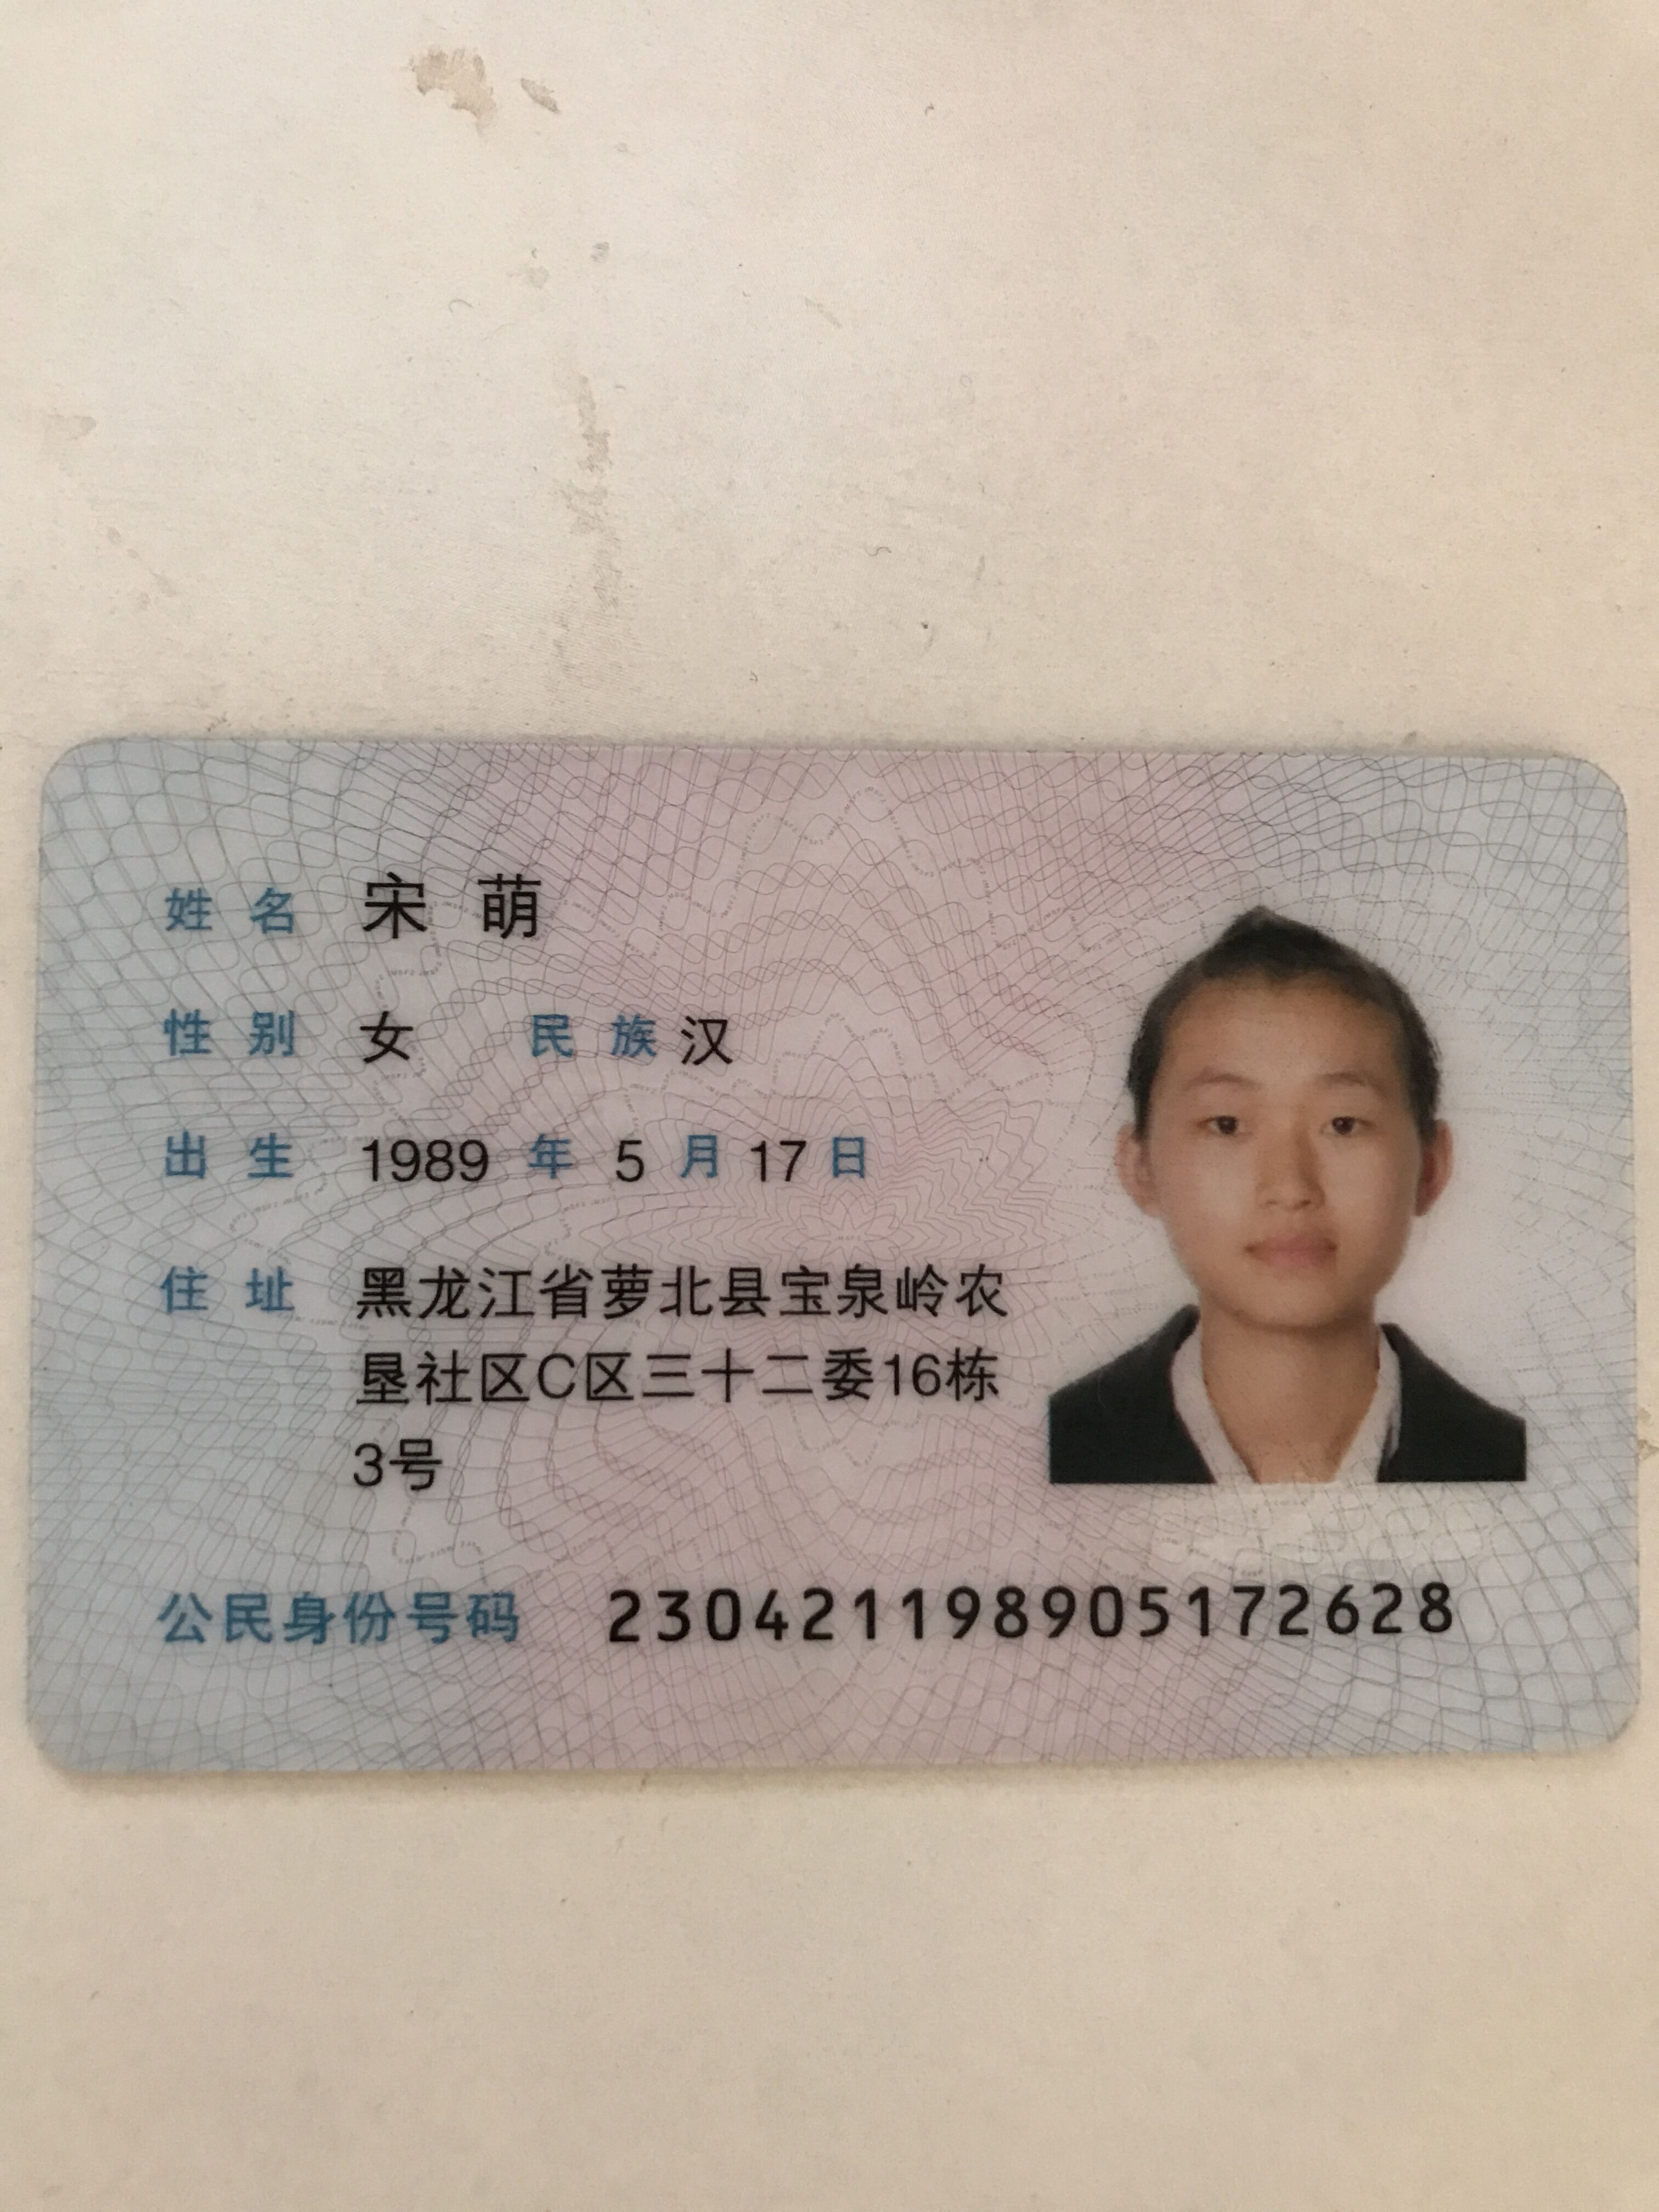 姓名 宋萌
性别 女 民族 汉
出生 1989 年 5 月 17 日
住址 黑龙江省萝北县宝泉岭农
垦社区C区三十二委16栋
3号
公民身份号码 230421198905172628